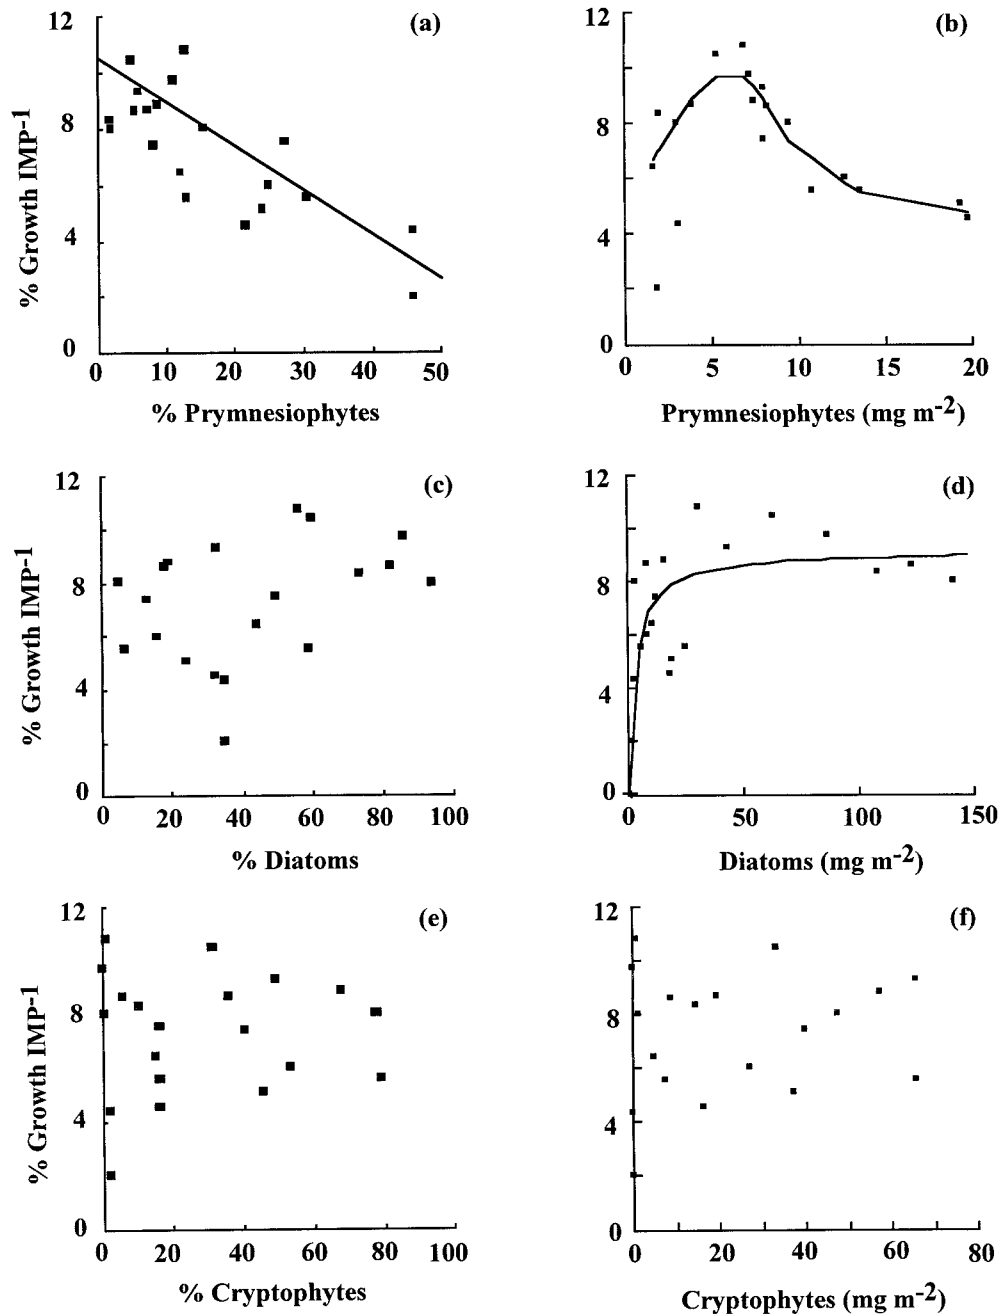 12
(a)
8
4
0
% Growth IMP-1
0 10 20 30 40 50
% Prymnesiophytes
12
(b)
8
4
0
0 5 10 15 20
Prymnesiophytes (mg m-2)
12
(c)
8
4
0
% Growth IMP-1
0 20 40 60 80 100
% Diatoms
12
(d)
8
4
0
0 50 100 150
Diatoms (mg m-2)
12
(e)
8
4
0
% Growth IMP-1
0 20 40 60 80 100
% Cryptophytes
12
(f)
8
4
0
0 20 40 60 80
Cryptophytes (mg m-2)